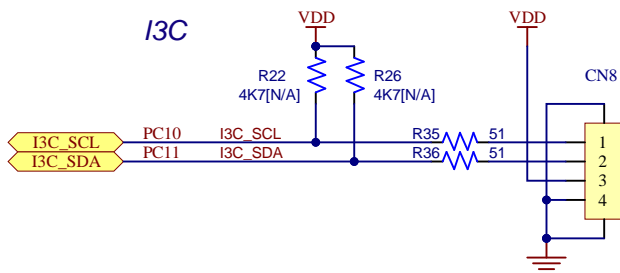 I3C
VDD
VDD
R22
4K7[N/A]
R26
4K7[N/A]
CN8
I3C_SCL
PC10
I3C_SCL
R35
51
1
I3C_SDA
PC11
I3C_SDA
R36
51
2
3
4